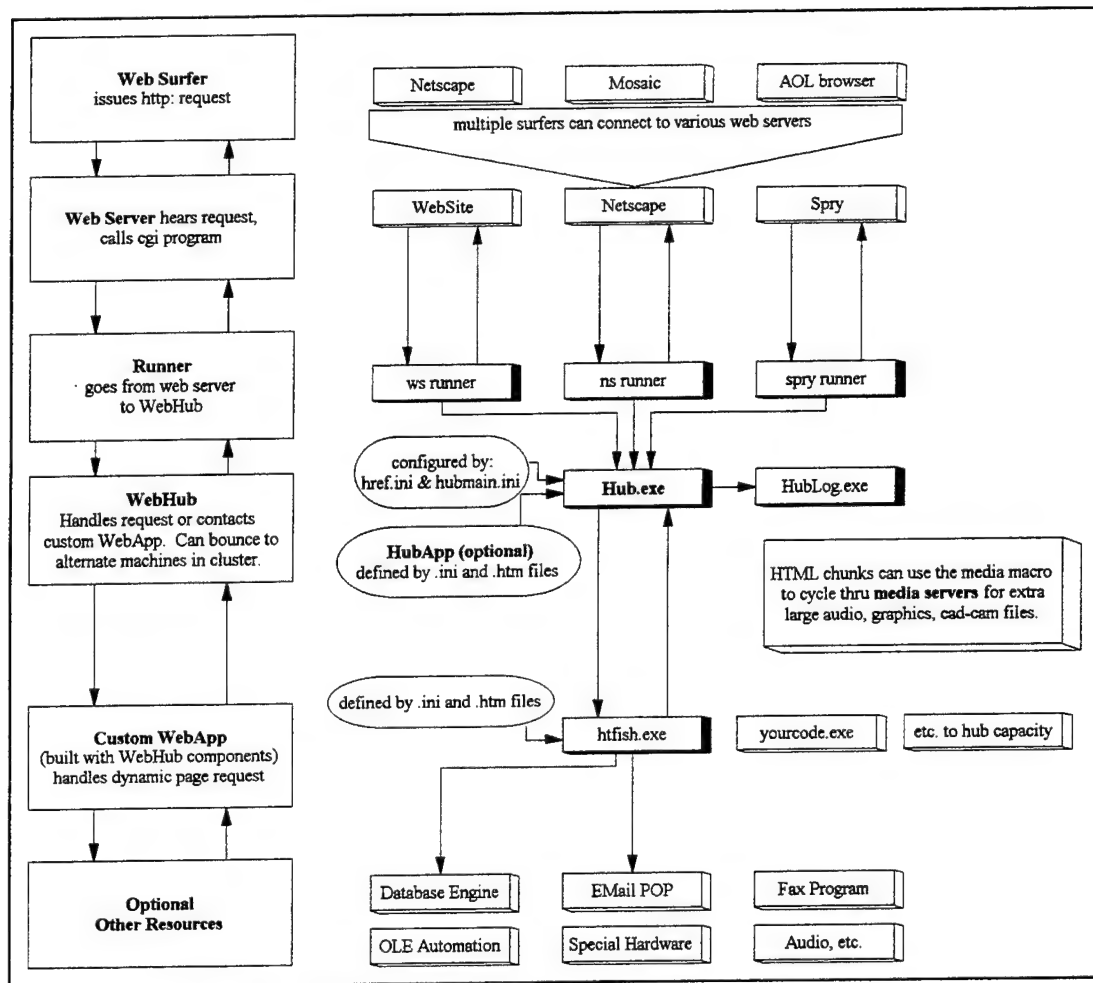 Web Surfer
issues http: request
Netscape
Mosaic
AOL browser
multiple surfers can connect to various web servers
Web Server hears request,
calls cgi program
WebSite
Netscape
Spry
Runner
goes from web server
to WebHub
ws runner
ns runner
spry runner
WebHub
Handles request or contacts
custom WebApp. Can bounce to
alternate machines in cluster.
configured by:
href.ini & hubmain.ini
Hub.exe
HubLog.exe
HubApp (optional)
defined by .ini and .htm files
HTML chunks can use the media macro
to cycle thru media servers for extra
large audio, graphics, cad-cam files.
defined by .ini and .htm files
Custom WebApp
(built with WebHub components)
handles dynamic page request
htfish.exe
yourcode.exe
etc. to hub capacity
Optional
Other Resources
Database Engine
EMail POP
Fax Program
OLE Automation
Special Hardware
Audio, etc.